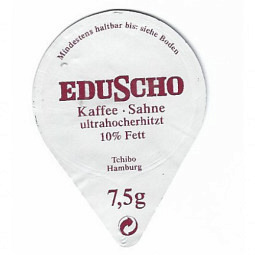 Mindestens haltbar bis: siehe Boden
EDUSCHO
Kaffee · Sahne
ultrahocherhitzt
10% Fett
Tchibo
Hamburg
7,5g